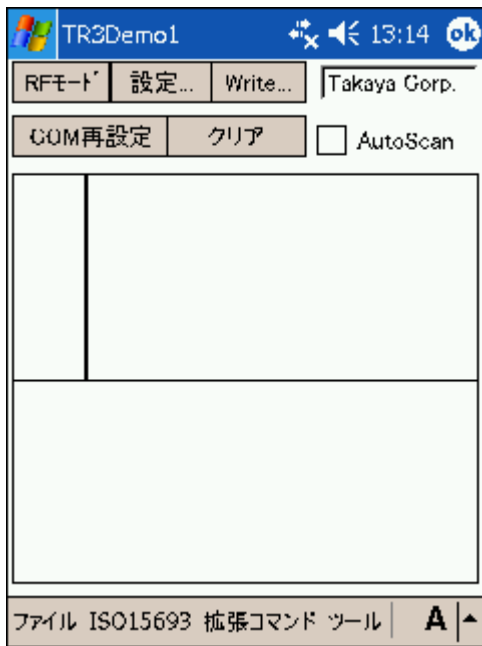 TR3Demo1 13:14 ok
RFモード 設定... Write... Takaya Corp.
COM再設定 クリア AutoScan
ファイル ISO15693 拡張コマンド ツール A